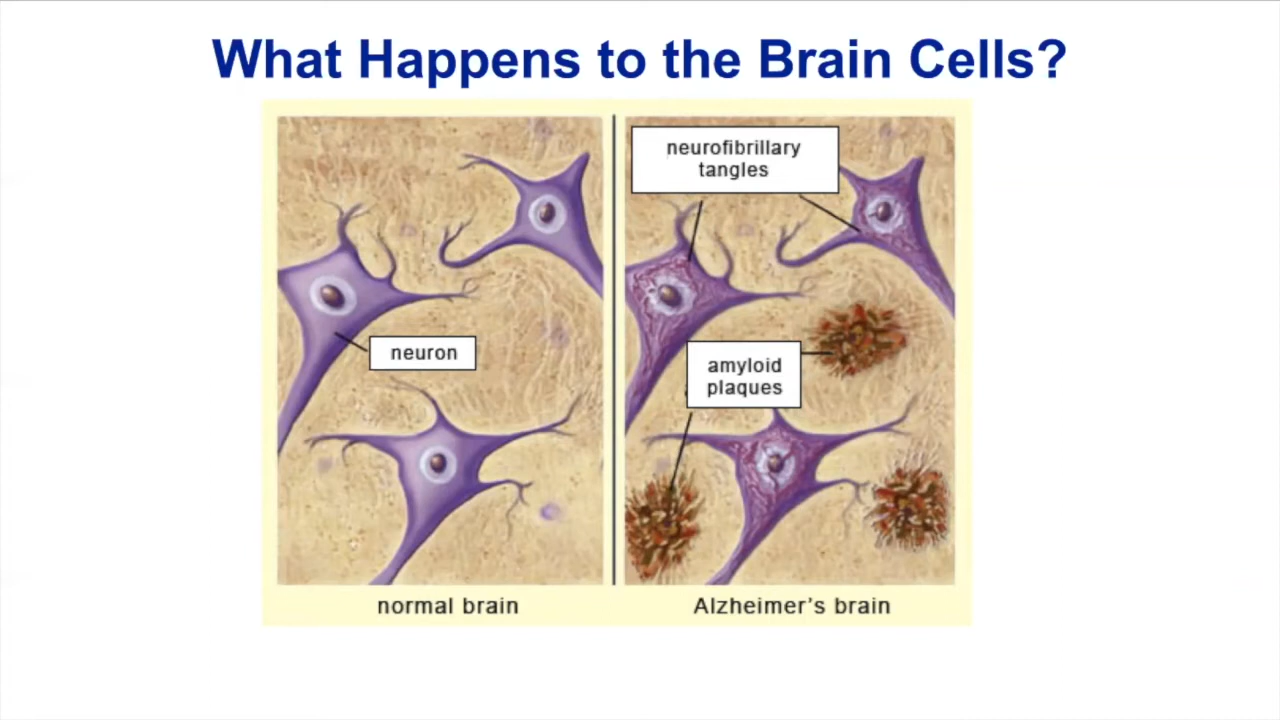 What Happens to the Brain Cells?
neurofibrillary
tangles
neuron
amyloid
plaques
normal brain
Alzheimer's brain